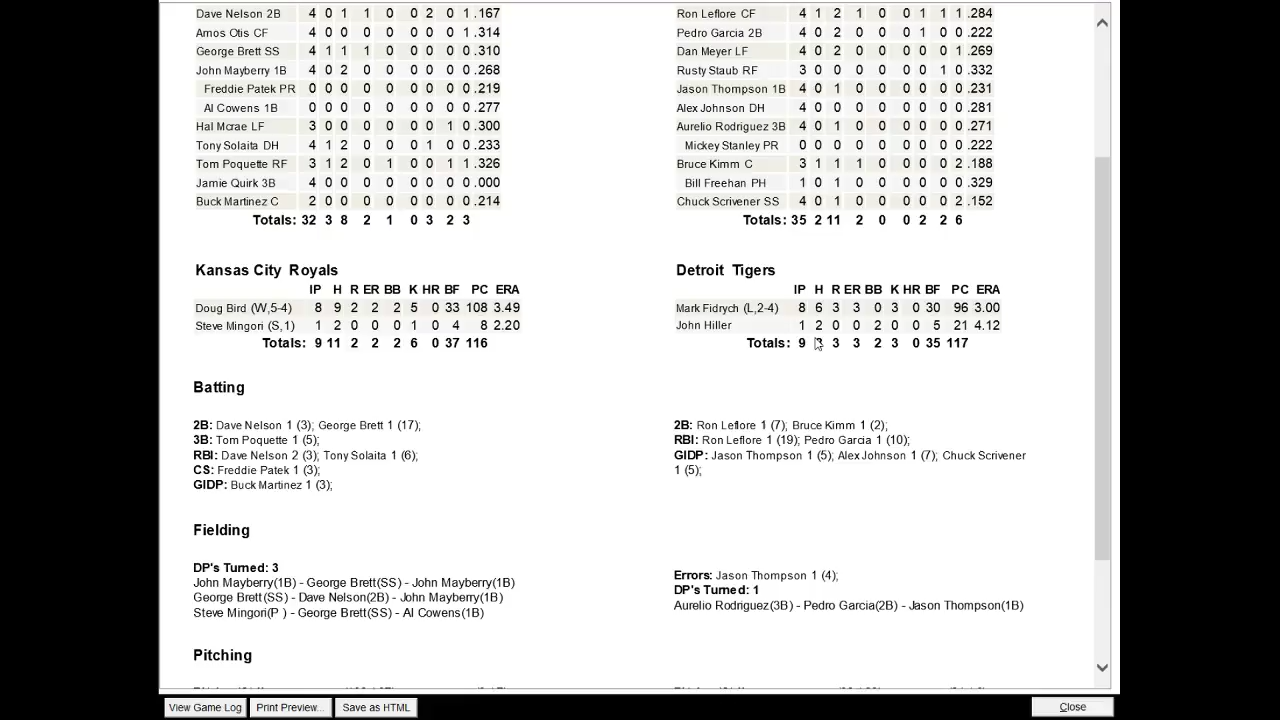 Dave Nelson 2B 4 0 1 1 0 0 2 0 1 .167
Amos Otis CF 4 0 0 0 0 0 0 0 1 .314
George Brett SS 4 1 1 1 0 0 0 0 0 .310
John Mayberry 1B 4 0 2 0 0 0 0 0 0 .268
Freddie Patek PR 0 0 0 0 0 0 0 0 0 .219
Al Cowens 1B 0 0 0 0 0 0 0 0 0 .277
Hal Mcrae LF 3 0 0 0 0 0 0 1 0 .300
Tony Solaita DH 4 1 2 0 0 0 1 0 0 .233
Tom Poquette RF 3 1 2 0 1 0 0 1 1 .326
Jamie Quirk 3B 4 0 0 0 0 0 0 0 0 .000
Buck Martinez C 2 0 0 0 0 0 0 0 0 .214
Totals: 32 3 8 2 1 0 3 2 3
Ron Leflore CF 4 1 2 1 0 0 1 1 1 .284
Pedro Garcia 2B 4 0 2 0 0 0 1 0 0 .222
Dan Meyer LF 4 0 2 0 0 0 0 0 1 .269
Rusty Staub RF 3 0 0 0 0 0 0 1 0 .332
Jason Thompson 1B 4 0 1 0 0 0 0 0 0 .231
Alex Johnson DH 4 0 0 0 0 0 0 0 0 .281
Aurelio Rodriguez 3B 4 0 1 0 0 0 0 0 0 .271
Mickey Stanley PR 0 0 0 0 0 0 0 0 0 .222
Bruce Kimm C 3 1 1 1 0 0 0 0 2 .188
Bill Freehan PH 1 0 1 0 0 0 0 0 0 .329
Chuck Scrivener SS 4 0 1 0 0 0 0 0 2 .152
Totals: 35 2 11 2 0 0 2 2 6
Kansas City Royals
IP H R ER BB K HR BF PC ERA
Doug Bird (W,5-4) 8 9 2 2 2 5 0 33 108 3.49
Steve Mingori (S,1) 1 2 0 0 0 1 0 4 8 2.20
Totals: 9 11 2 2 2 6 0 37 116
Detroit Tigers
IP H R ER BB K HR BF PC ERA
Mark Fidrych (L,2-4) 8 6 3 3 0 3 0 30 96 3.00
John Hiller 1 2 0 0 2 0 0 5 21 4.12
Totals: 9 3 3 2 3 0 35 117
Batting
2B: Dave Nelson 1 (3); George Brett 1 (17);
3B: Tom Poquette 1 (5);
RBI: Dave Nelson 2 (3); Tony Solaita 1 (6);
CS: Freddie Patek 1 (3);
GIDP: Buck Martinez 1 (3);
2B: Ron Leflore 1 (7); Bruce Kimm 1 (2);
RBI: Ron Leflore 1 (19); Pedro Garcia 1 (10);
GIDP: Jason Thompson 1 (5); Alex Johnson 1 (7); Chuck Scrivener
1 (5);
Fielding
DP's Turned: 3
John Mayberry(1B) - George Brett(SS) - John Mayberry(1B)
George Brett(SS) - Dave Nelson(2B) - John Mayberry(1B)
Steve Mingori(P ) - George Brett(SS) - Al Cowens(1B)
Errors: Jason Thompson 1 (4);
DP's Turned: 1
Aurelio Rodriguez(3B) - Pedro Garcia(2B) - Jason Thompson(1B)
Pitching
View Game Log
Print Preview...
Save as HTML
Close